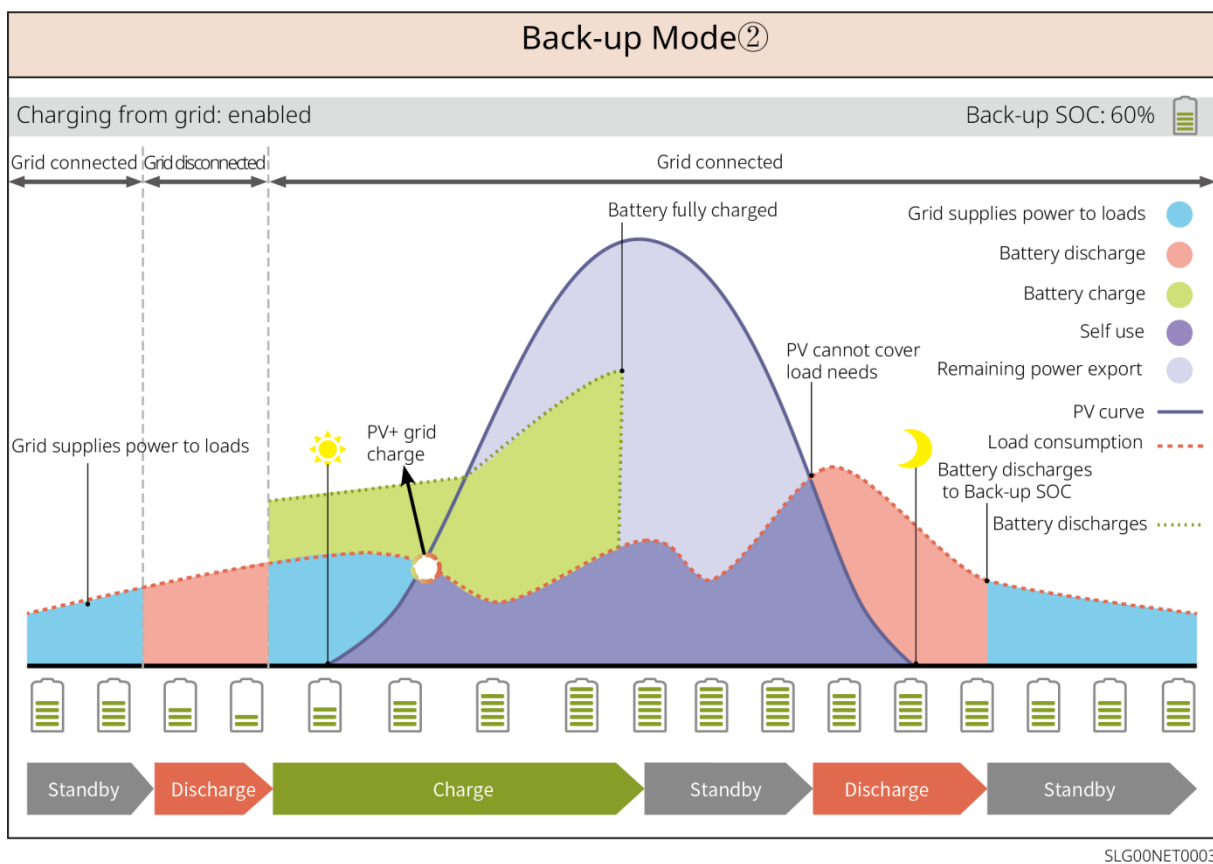 Back-up Mode②
Charging from grid: enabled
Back-up SOC: 60%
Grid connected
Grid disconnected
Grid connected
Battery fully charged
Grid supplies power to loads
Battery discharge
Battery charge
Self use
Remaining power export
PV curve
Load consumption
Battery discharges
PV cannot cover
load needs
Battery discharges
to Back-up SOC
PV+ grid
charge
Grid supplies power to loads
Standby
Discharge
Charge
Standby
Discharge
Standby
SLG00NET0003